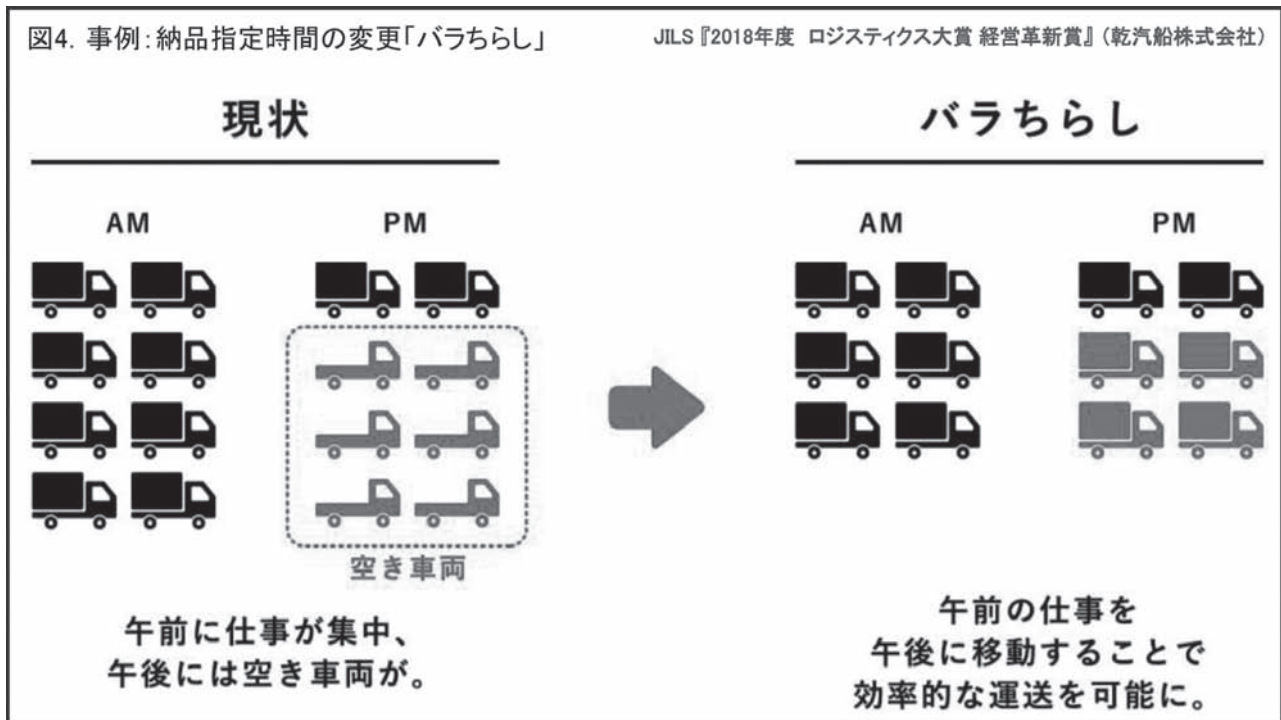 図4. 事例:納品指定時間の変更「バラちらし」
JILS『2018年度 ロジスティクス大賞 経営革新賞』(乾汽船株式会社)
現状
AM PM
空き車両
午前に仕事が集中、
午後には空き車両が。
バラちらし
AM PM
午前の仕事を
午後に移動することで
効率的な運送を可能に。